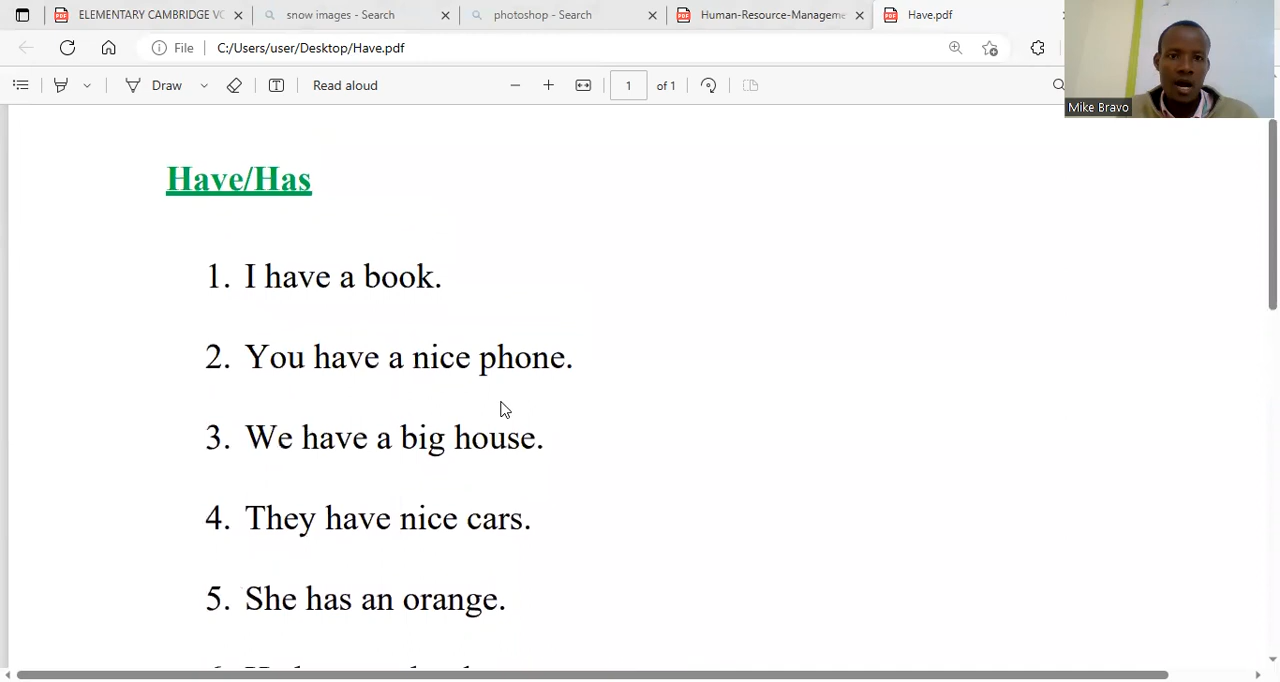 ELEMENTARY CAMBRIDGE VO
snow images - Search
photoshop - Search
Human-Resource-Manageme
Have.pdf
File
C:/Users/user/Desktop/Have.pdf
Draw
Read aloud
1
of 1
Mike Bravo
Have/Has
1. I have a book.
2. You have a nice phone.
3. We have a big house.
4. They have nice cars.
5. She has an orange.